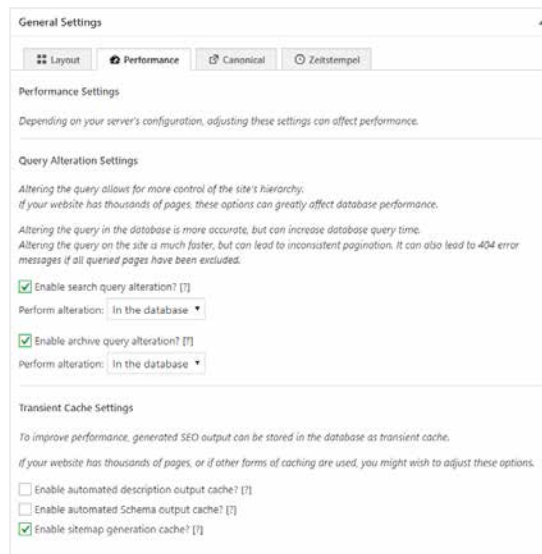 General Settings
Layout Performance Canonical Zeitstempel
Performance Settings
Depending on your server's configuration, adjusting these settings can affect performance.
Query Alteration Settings
Altering the query allows for more control of the site's hierarchy.
If your website has thousands of pages, these options can greatly affect database performance.
Altering the query in the database is more accurate, but can increase database query time.
Altering the query on the site is much faster, but can lead to inconsistent pagination. It can also lead to 404 error
messages if all queried pages have been excluded.
Enable search query alteration? [?]
Perform alteration: In the database
Enable archive query alteration? [?]
Perform alteration: In the database
Transient Cache Settings
To improve performance, generated SEO output can be stored in the database as transient cache.
If your website has thousands of pages, or if other forms of caching are used, you might wish to adjust these options.
Enable automated description output cache? [?]
Enable automated Schema output cache? [?]
Enable sitemap generation cache? [?]